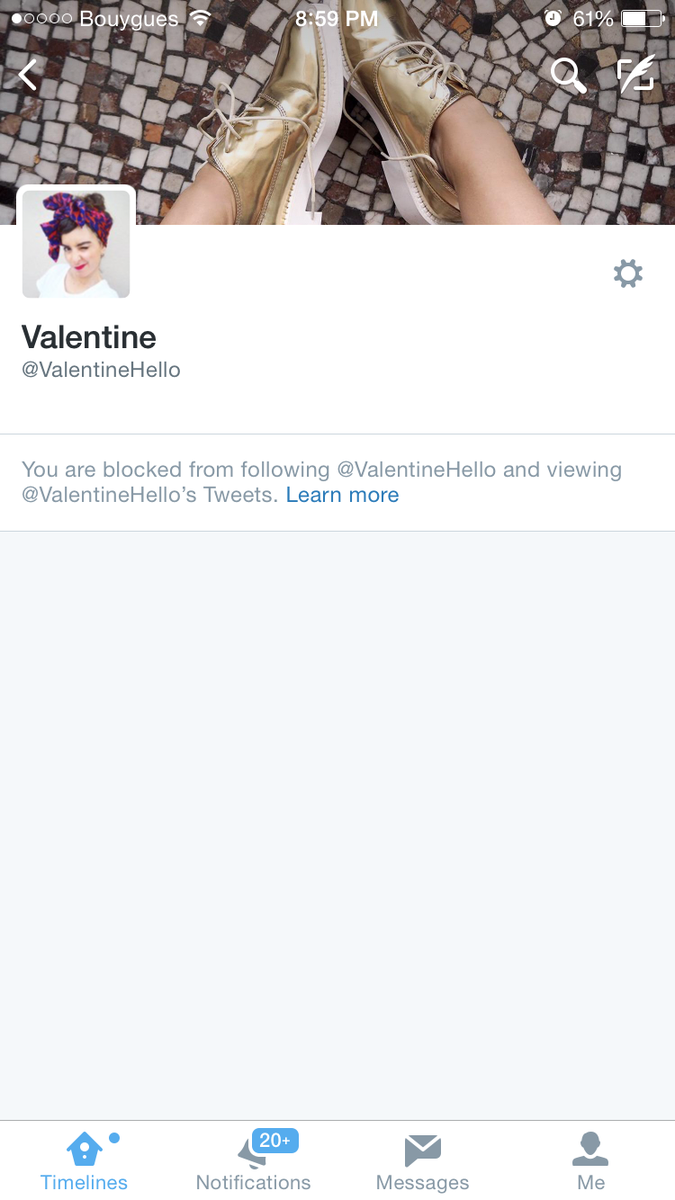 Bouygues 8:59 PM 61%
Valentine
@ValentineHello
You are blocked from following @ValentineHello and viewing
@ValentineHello’s Tweets. Learn more
20+
Timelines Notifications Messages Me